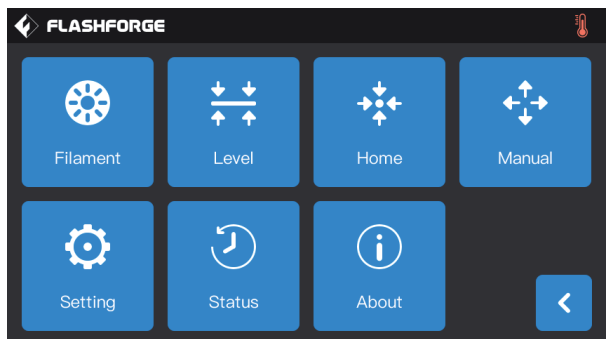 FLASHFORGE
Filament
Level
Home
Manual
Setting
Status
About